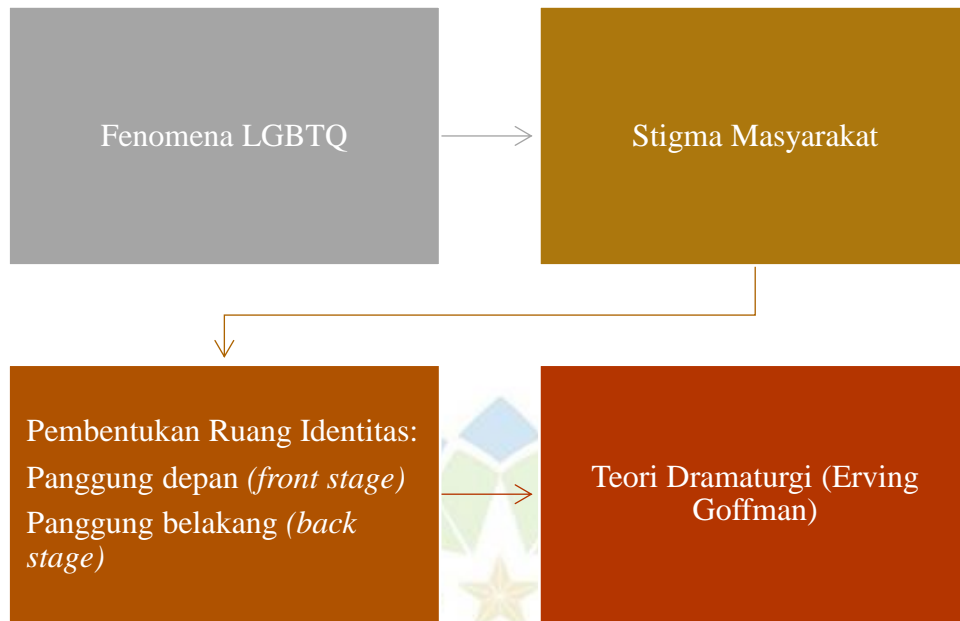 Fenomena LGBTQ
Stigma Masyarakat
Pembentukan Ruang Identitas:
Panggung depan (front stage)
Panggung belakang (back
stage)
Teori Dramaturgi (Erving
Goffman)